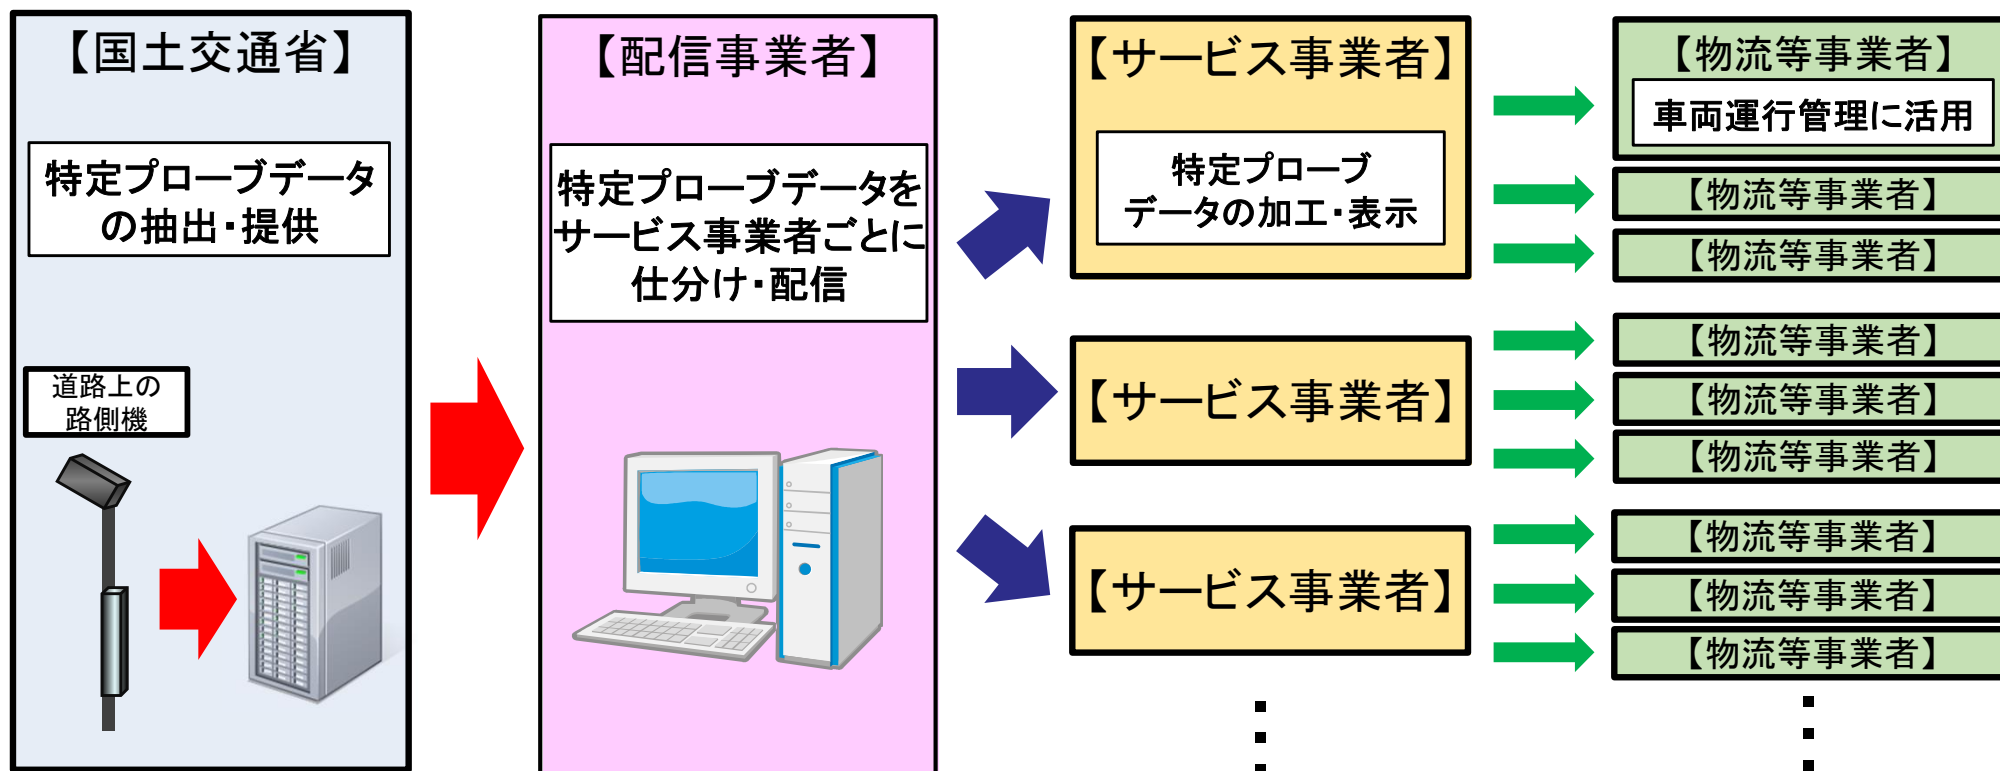 【国土交通省】
特定プローブデータ
の抽出・提供
道路上の
路側機
【配信事業者】
特定プローブデータを
サービス事業者ごとに
仕分け・配信
【サービス事業者】
特定プローブ
データの加工・表示
【サービス事業者】
【サービス事業者】
【物流等事業者】
車両運行管理に活用
【物流等事業者】
【物流等事業者】
【物流等事業者】
【物流等事業者】
【物流等事業者】
【物流等事業者】
【物流等事業者】
【物流等事業者】